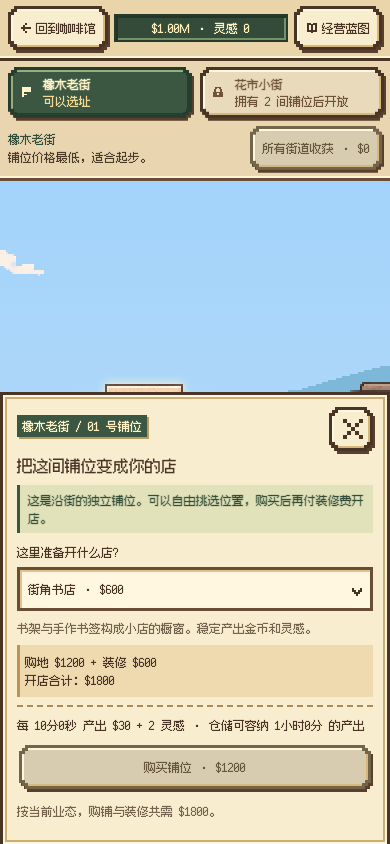 回到咖啡馆
$1.00M · 灵感 0
经营蓝图
橡木老街
可以选址
花市小街
拥有 2 间铺位后开放
橡木老街
铺位价格最低，适合起步。
所有街道收获 · $0
橡木老街 / 01 号铺位
把这间铺位变成你的店
这是沿街的独立铺位。可以自由挑选位置，购买后再付装修费开
店。
这里准备开什么店?
街角书店 · $600
书架与手作书签构成小店的橱窗。稳定产出金币和灵感。
购地 $1200 + 装修 $600
开店合计: $1800
每 10分0秒 产出 $30 + 2 灵感 · 仓储可容纳 1小时0分 的产出
购买铺位 · $1200
按当前业态，购铺与装修共需 $1800。